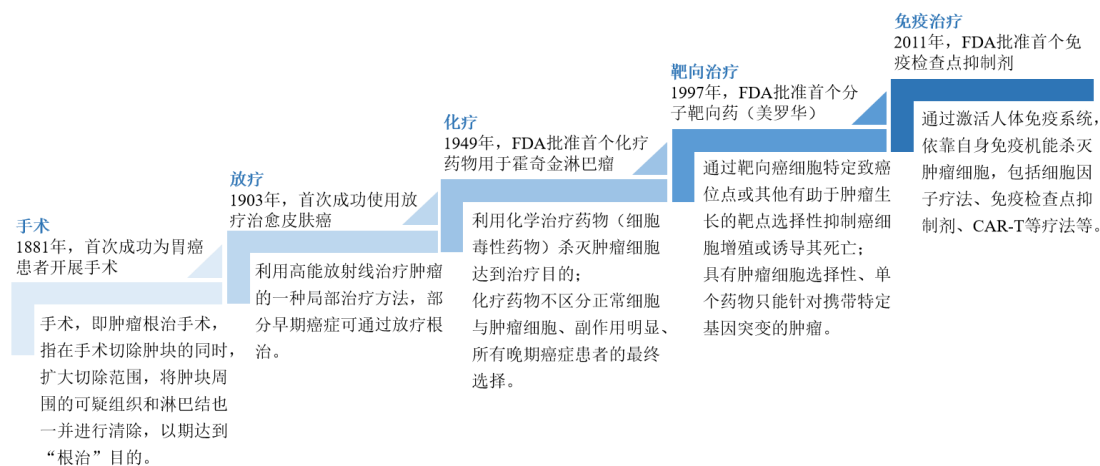 手术
1881年，首次成功为胃癌
患者开展手术
手术，即肿瘤根治手术，
指在手术切除肿块的同时，
扩大切除范围，将肿块周
围的可疑组织和淋巴结也
一并进行清除，以期达到
“根治”目的。
放疗
1903年，首次成功使用放
疗治愈皮肤癌
利用高能放射线治疗肿瘤
的一种局部治疗方法，部
分早期癌症可通过放疗根
治。
化疗
1949年，FDA批准首个化疗
药物用于霍奇金淋巴瘤
利用化学治疗药物（细胞
毒性药物）杀灭肿瘤细胞
达到治疗目的；
化疗药物不区分正常细胞
与肿瘤细胞、副作用明显、
所有晚期癌症患者的最终
选择。
靶向治疗
1997年，FDA批准首个分
子靶向药（美罗华）
通过靶向癌细胞特定致癌
位点或其他有助于肿瘤生
长的靶点选择性抑制癌细
胞增殖或诱导其死亡；
具有肿瘤细胞选择性、单
个药物只能针对携带特定
基因突变的肿瘤。
免疫治疗
2011年，FDA批准首个免
疫检查点抑制剂
通过激活人体免疫系统，
依靠自身免疫机能杀灭
肿瘤细胞，包括细胞因
子疗法、免疫检查点抑
制剂、CAR-T等疗法等。